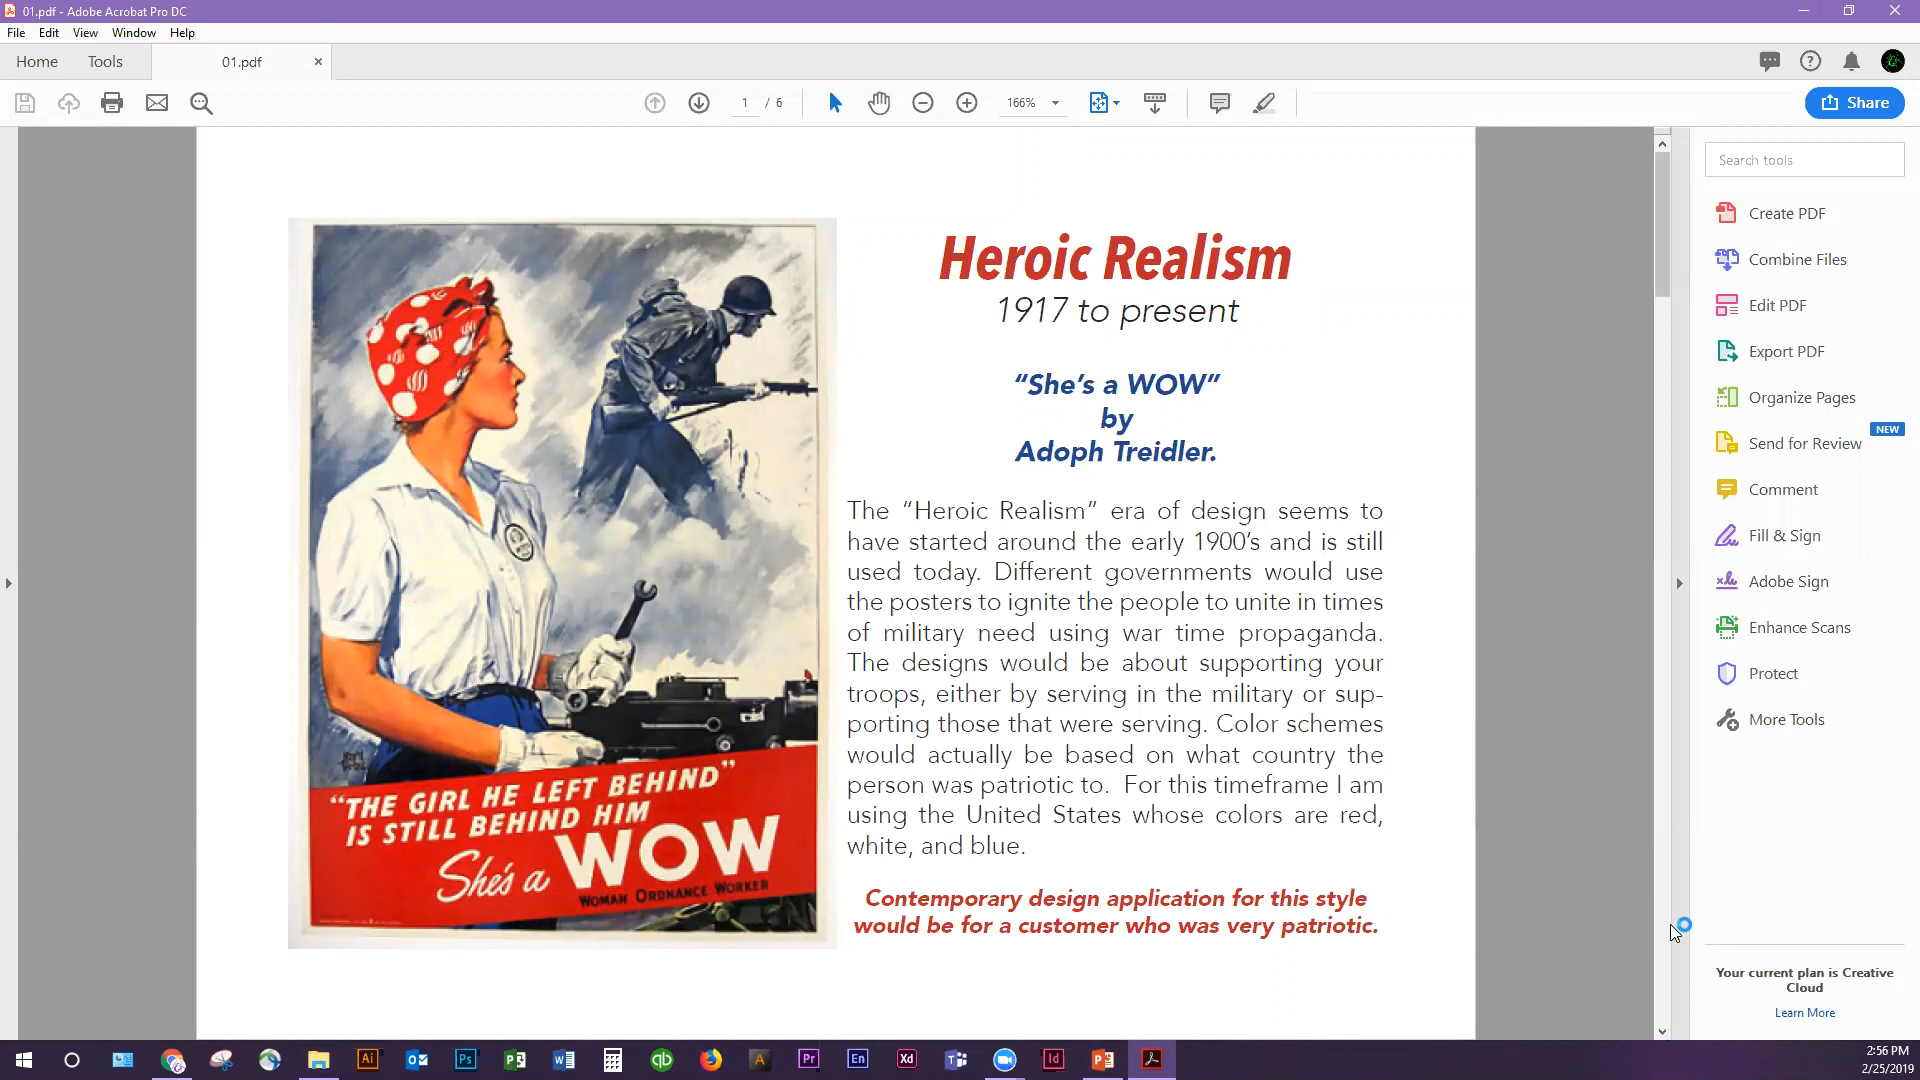 01.pdf - Adobe Acrobat Pro DC
File Edit View Window Help
Home Tools 01.pdf ×
1 / 6 166% Share
Search tools
Create PDF
Combine Files
Edit PDF
Export PDF
Organize Pages
NEW
Send for Review
Comment
Fill & Sign
Adobe Sign
Enhance Scans
Protect
More Tools
Your current plan is Creative
Cloud
Learn More
Heroic Realism
1917 to present
“She’s a WOW”
by
Adoph Treidler.
The “Heroic Realism” era of design seems to
have started around the early 1900’s and is still
used today. Different governments would use
the posters to ignite the people to unite in times
of military need using war time propaganda.
The designs would be about supporting your
troops, either by serving in the military or sup-
porting those that were serving. Color schemes
would actually be based on what country the
person was patriotic to.  For this timeframe I am
using the United States whose colors are red,
white, and blue.
Contemporary design application for this style
would be for a customer who was very patriotic.
“THE GIRL HE LEFT BEHIND”
IS STILL BEHIND HIM
She's a WOW
WOMAN ORDNANCE WORKER
Ai Ps W qb Pr En Xd Id
2:56 PM
2/25/2019